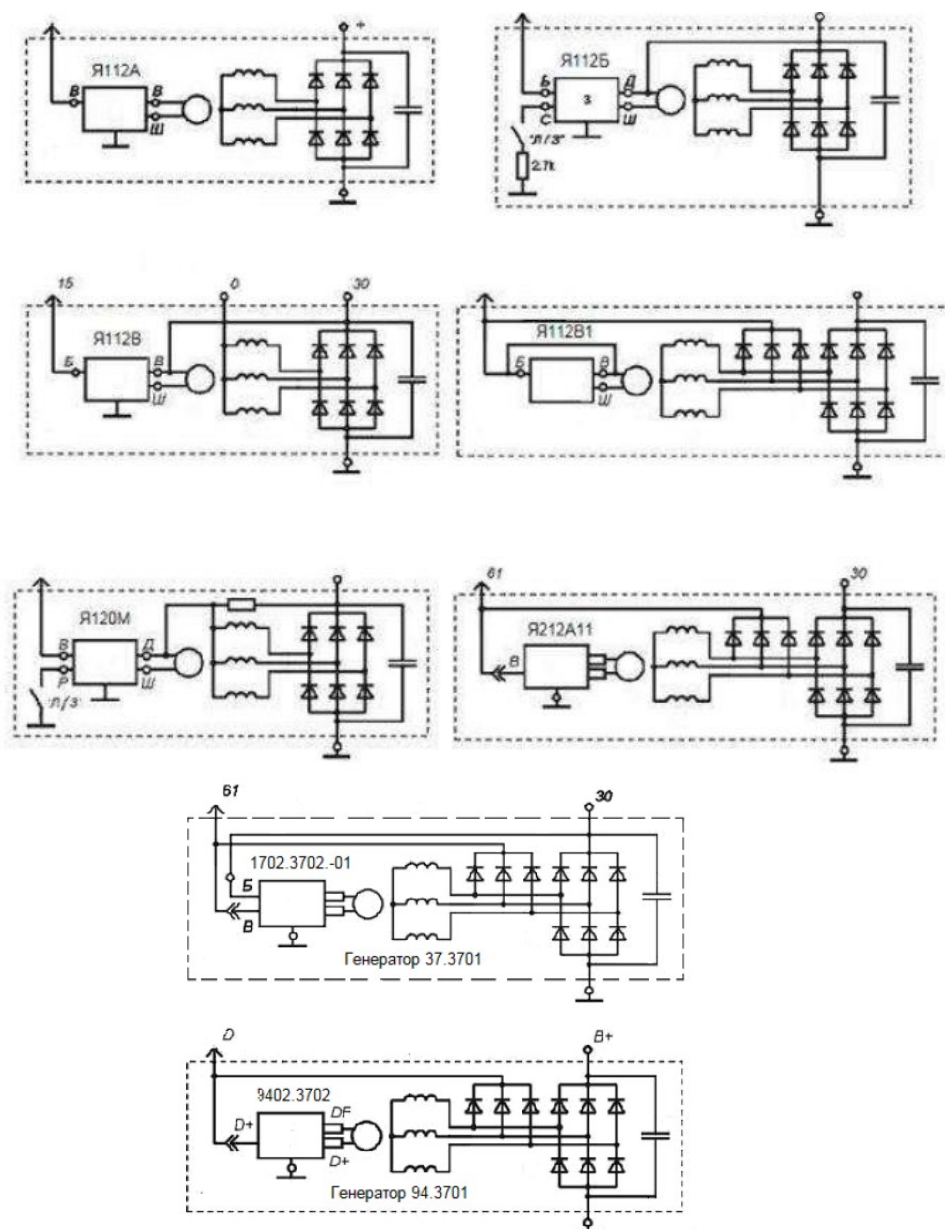 +
Я112А
В
В
Ш
Я112Б
Б
Д
С
З
Ш
"Л/З"
15
0
30
Я112В
Б
В
Ш
Я112В1
Б
В
Ш
Я120М
В
Д
Р
Ш
"Л/З"
61
30
Я212А11
В
61
30
1702.3702.-01
Б
В
Генератор 37.3701
D
B+
9402.3702
D+
DF
D+
Генератор 94.3701